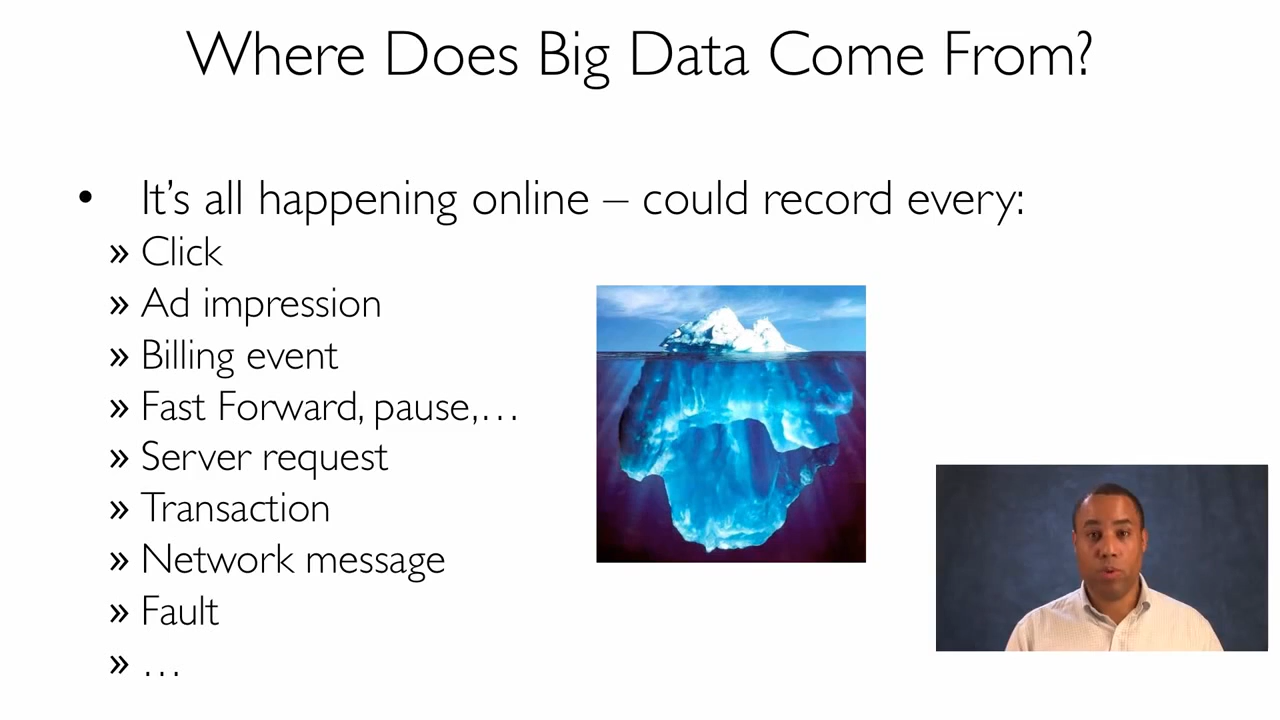 Where Does Big Data Come From?
• It's all happening online – could record every:
» Click
» Ad impression
» Billing event
» Fast Forward, pause,…
» Server request
» Transaction
» Network message
» Fault
» …